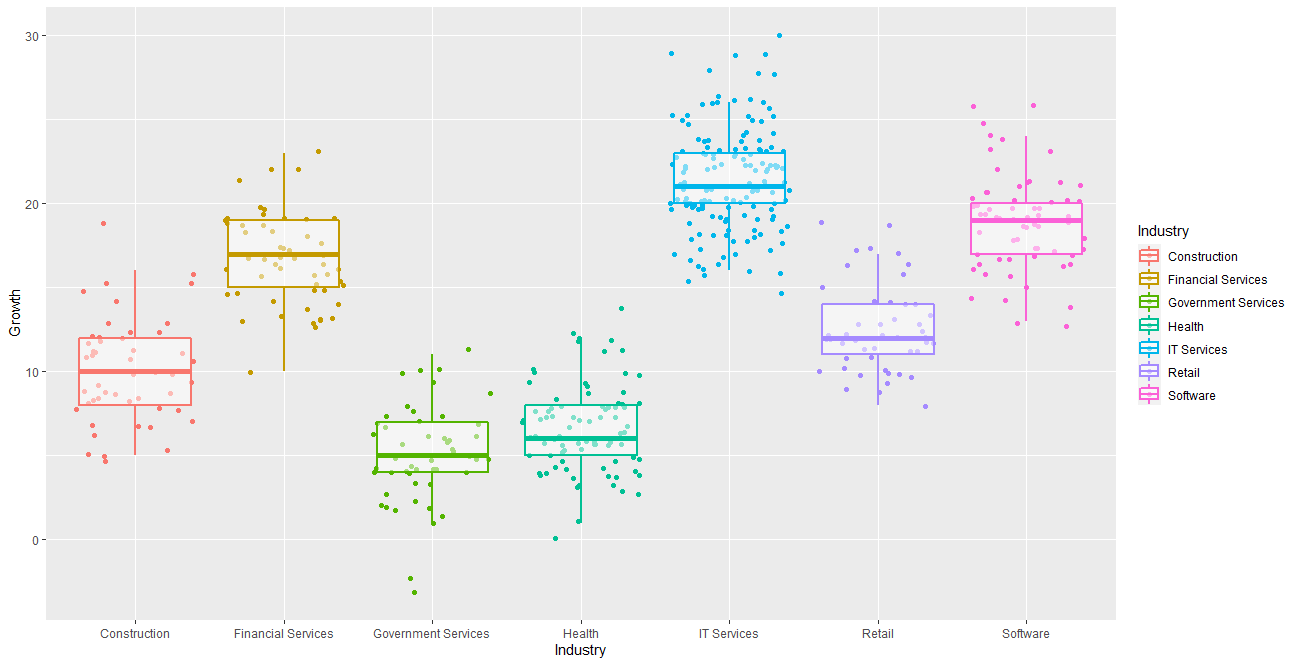 Growth
30
20
10
0
Construction
Financial Services
Government Services
Health
IT Services
Retail
Software
Industry
Industry
Construction
Financial Services
Government Services
Health
IT Services
Retail
Software